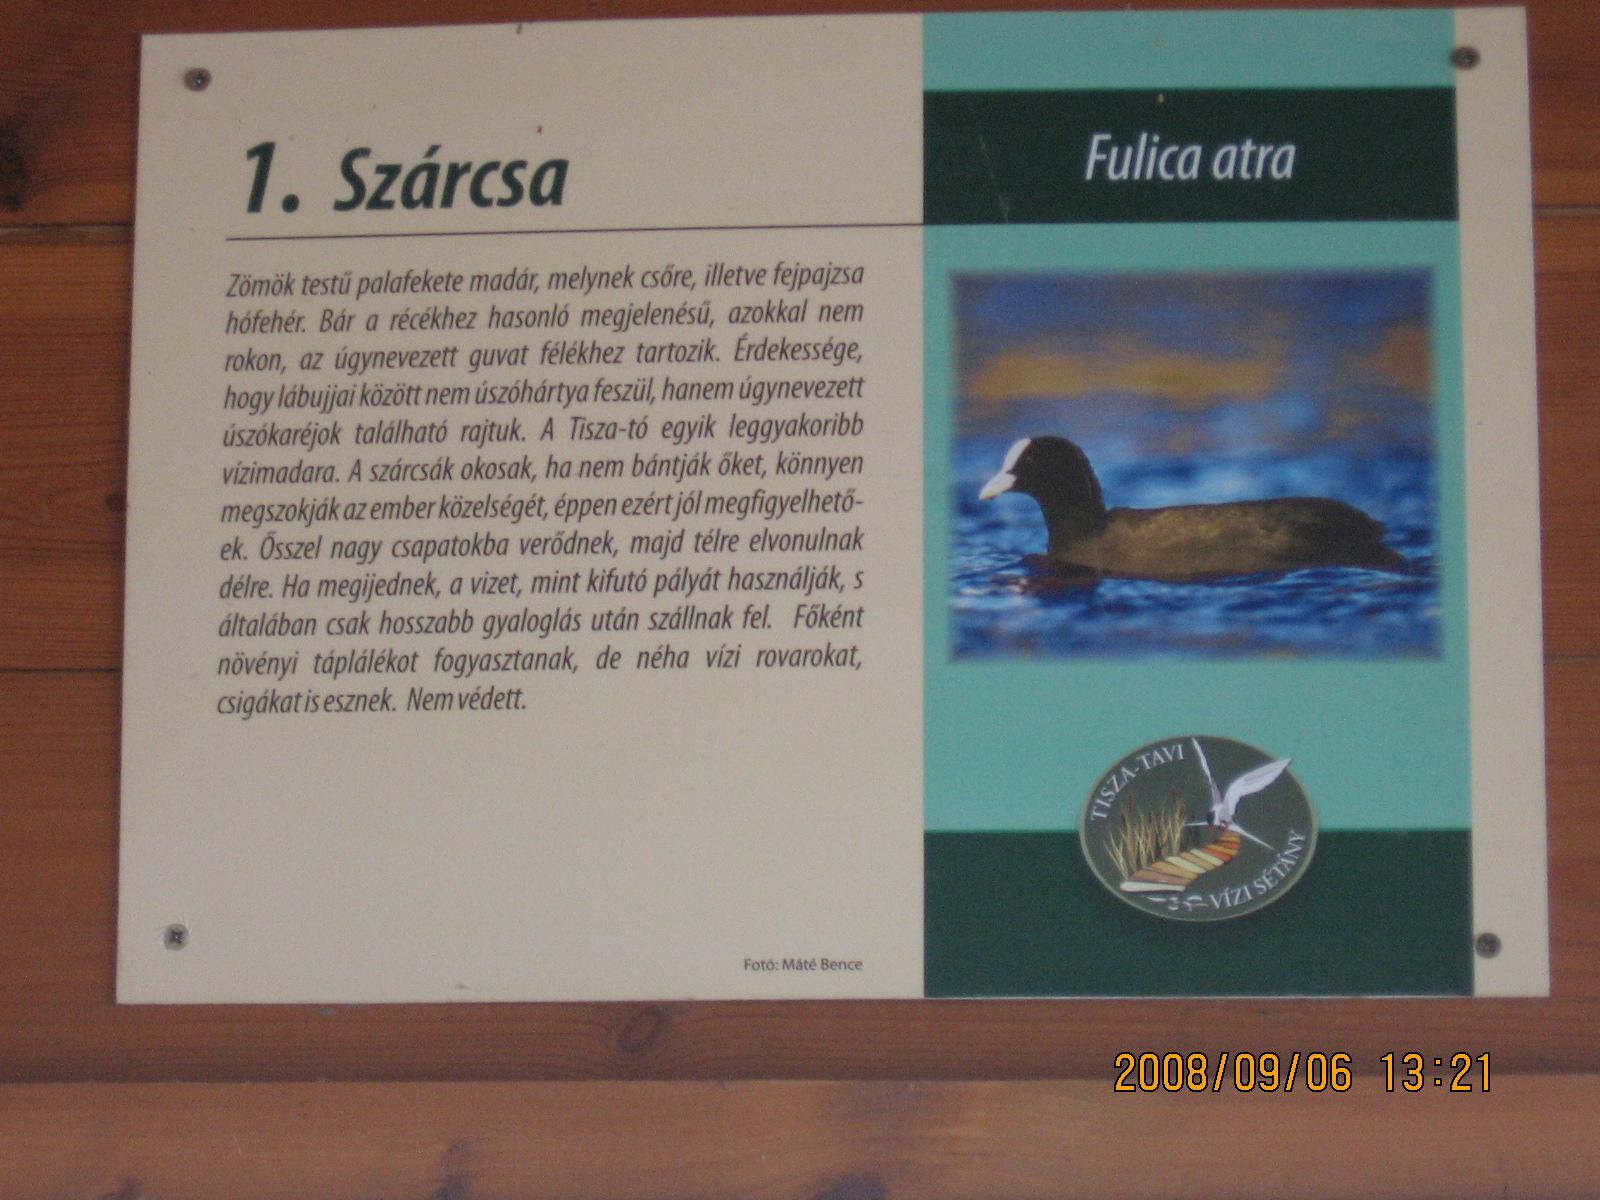 1. Szárcsa
Fulica atra
Zömök testű palafekete madár, melynek csőre, illetve fejpajzsa
hófehér. Bár a récékhez hasonló megjelenésű, azokkal nem
rokon, az úgynevezett guvat félékhez tartozik. Érdekessége,
hogy lábujjai között nem úszóhártya feszül, hanem úgynevezett
úszókaréjok található rajtuk. A Tisza-tó egyik leggyakoribb
vízimadara. A szárcsák okosak, ha nem bántják őket, könnyen
megszokják az ember közelségét, éppen ezért jól megfigyelhető-
ek. Ősszel nagy csapatokba verődnek, majd télre elvonulnak
délre. Ha megijednek, a vizet, mint kifutó pályát használják, s
általában csak hosszabb gyaloglás után szállnak fel. Főként
növényi táplálékot fogyasztanak, de néha vízi rovarokat,
csigákat is esznek. Nem védett.
Fotó: Máté Bence
TISZA-TAVI
VÍZI SÉTÁNY
2008/09/06 13:21